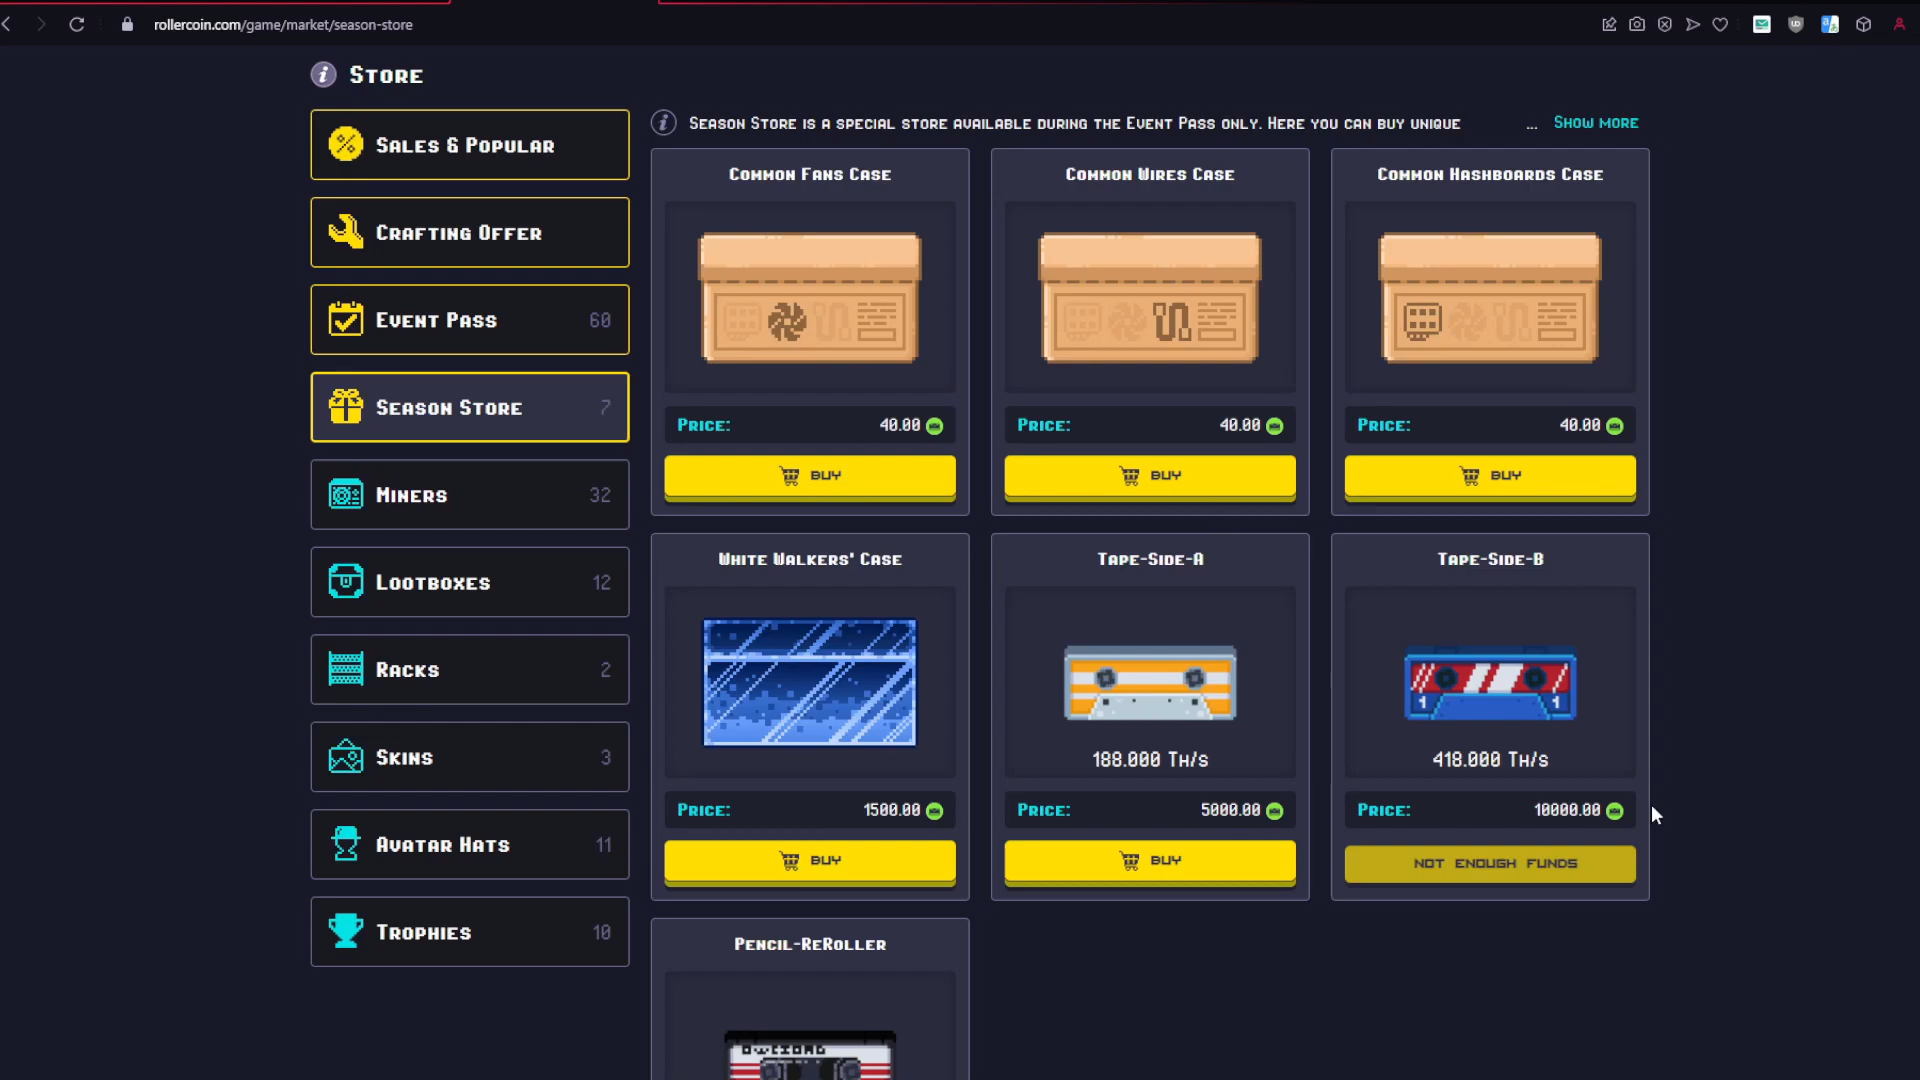 rollercoin.com/game/market/season-store
Store
Sales & Popular
Crafting Offer
Event Pass 60
Season Store 7
Miners 32
Lootboxes 12
Racks 2
Skins 3
Avatar Hats 11
Trophies 10
Season Store is a special store available during the Event Pass only. Here you can buy unique ... Show more
Common Fans Case
Price: 40.00
BUY
Common Wires Case
Price: 40.00
BUY
Common Hashboards Case
Price: 40.00
BUY
White Walkers' Case
Price: 1500.00
BUY
Tape-Side-A
188.000 Th/s
Price: 5000.00
BUY
Tape-Side-B
1 1
418.000 Th/s
Price: 10000.00
NOT ENOUGH FUNDS
Pencil-ReRoller